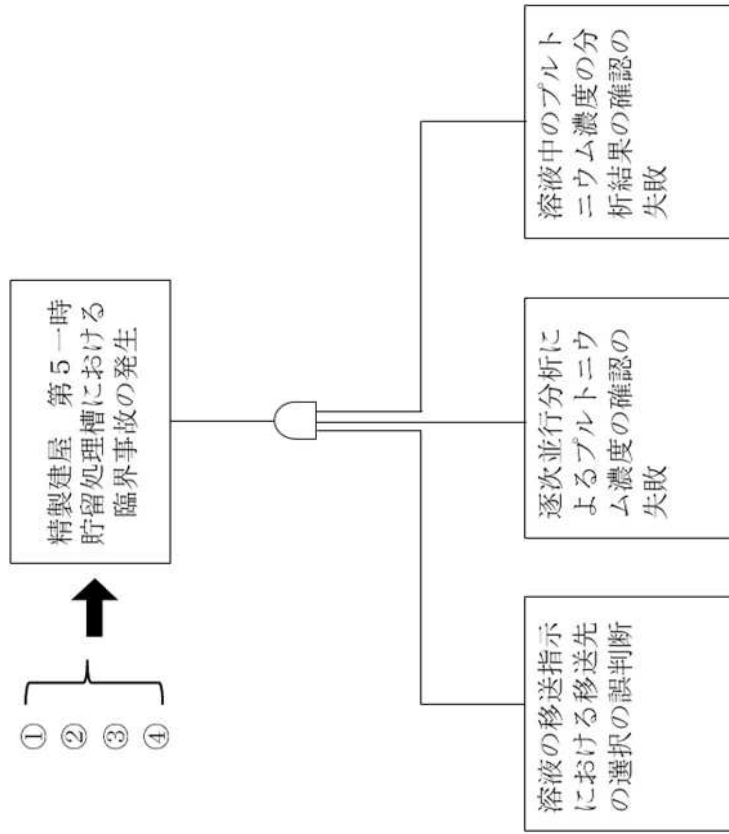 ①
②
③
④
精製建屋 第5一時
貯留処理槽における
臨界事故の発生
溶液の移送指示
における移送先
の選択の誤判断
逐次並行分析に
よるプルトニウ
ム濃度の確認の
失敗
溶液中のプルト
ニウム濃度の分
析結果の確認の
失敗